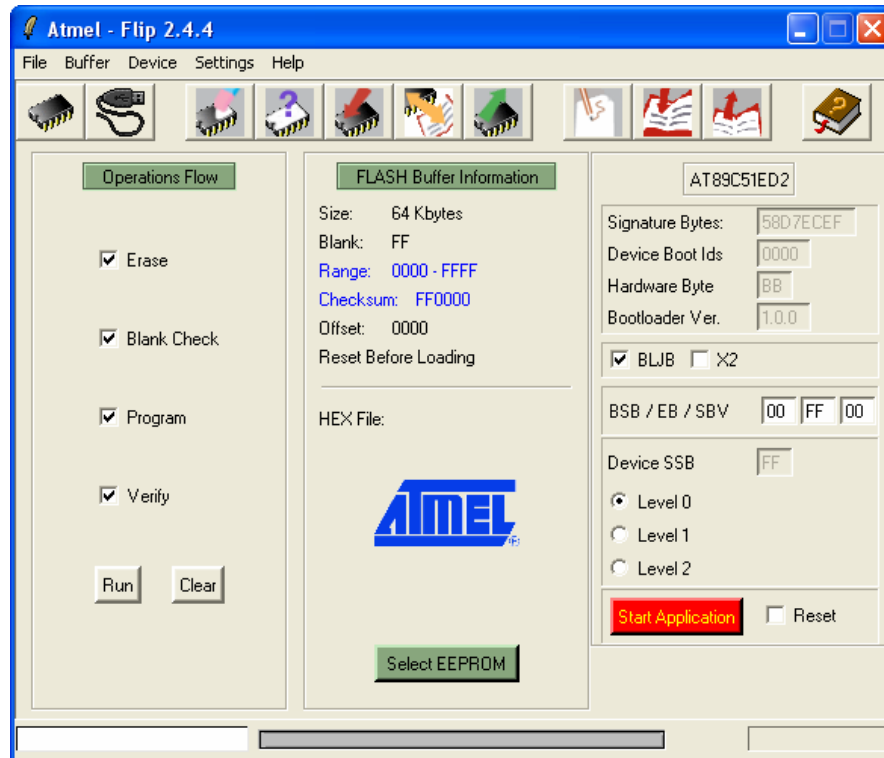 Atmel - Flip 2.4.4
File Buffer Device Settings Help
Operations Flow
Erase
Blank Check
Program
Verify
Run Clear
FLASH Buffer Information
Size: 64 Kbytes
Blank: FF
Range: 0000 - FFFF
Checksum: FF0000
Offset: 0000
Reset Before Loading
HEX File:
ATMEL ®
Select EEPROM
AT89C51ED2
Signature Bytes: 58D7ECEF
Device Boot Ids 0000
Hardware Byte BB
Bootloader Ver. 1.0.0
BLJB X2
BSB / EB / SBV 00 FF 00
Device SSB FF
Level 0
Level 1
Level 2
Start Application Reset